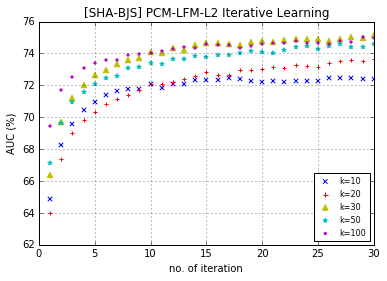 [SHA-BJS] PCM-LFM-L2 Iterative Learning
AUC (%)
76
74
72
70
68
66
64
62
0
5
10
15
20
25
30
no. of iteration
k=10
k=20
k=30
k=50
k=100